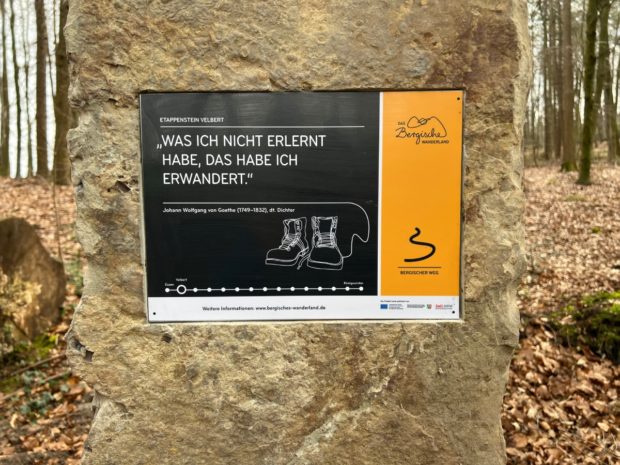 ETAPPENSTEIN VELBERT
„WAS ICH NICHT ERLERNT
HABE, DAS HABE ICH
ERWANDERT.“
Johann Wolfgang von Goethe (1749–1832), dt. Dichter
Essen
Velbert
Königswinter
Weitere Informationen: www.bergisches-wanderland.de
DAS
Bergische
WANDERLAND
BERGISCHER WEG